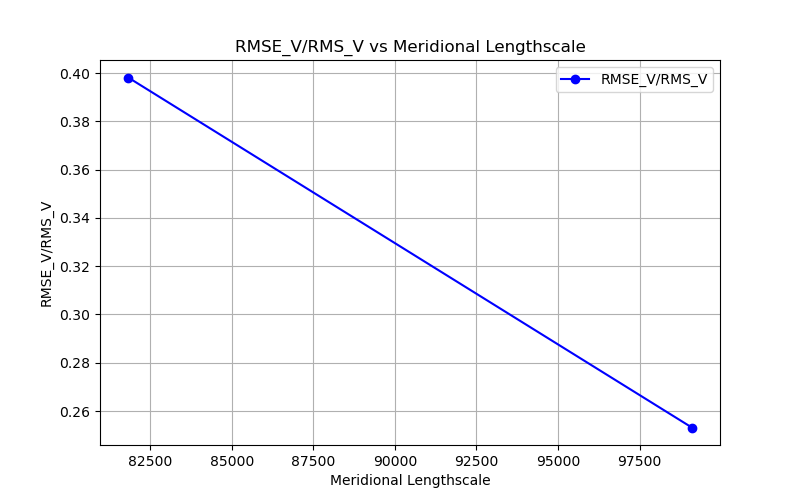 RMSE_V/RMS_V vs Meridional Lengthscale
RMSE_V/RMS_V
0.40
0.38
0.36
0.34
0.32
0.30
0.28
0.26
RMSE_V/RMS_V
82500 85000 87500 90000 92500 95000 97500
Meridional Lengthscale